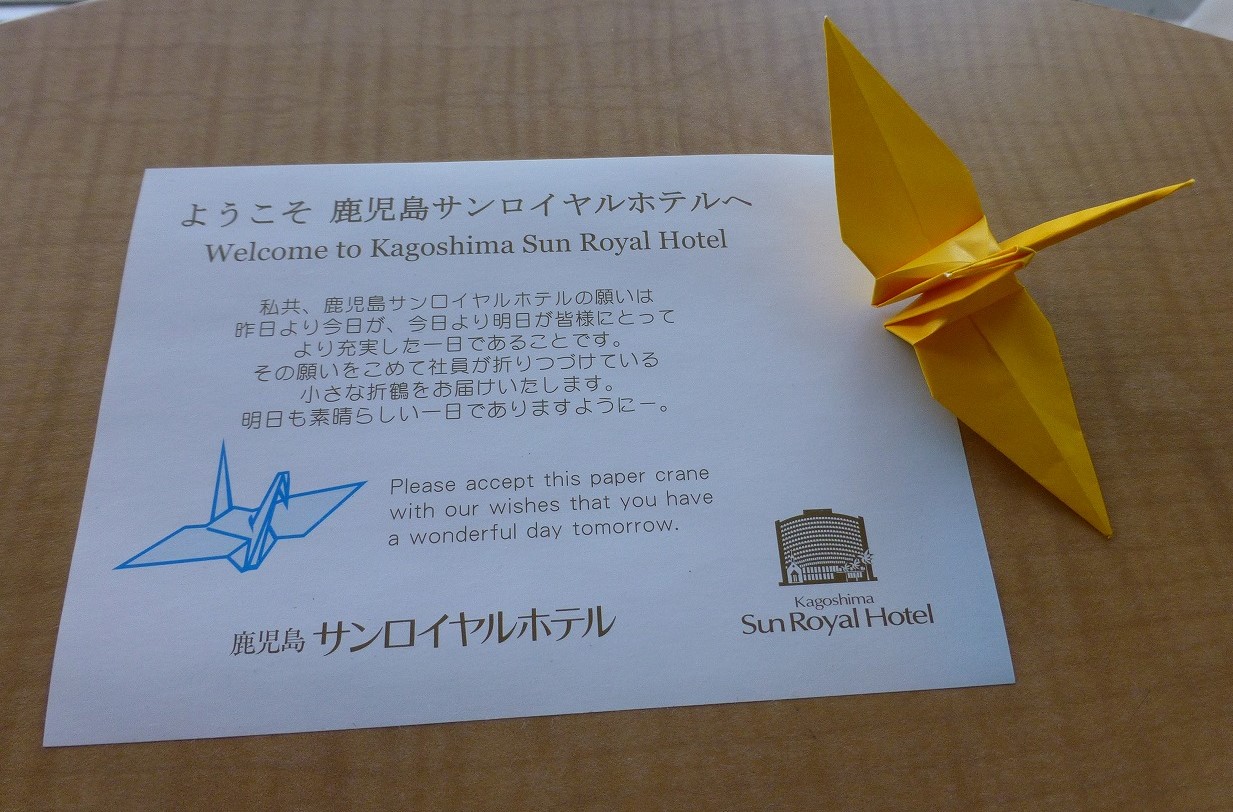 ようこそ 鹿児島サンロイヤルホテルへ
Welcome to Kagoshima Sun Royal Hotel
私共、鹿児島サンロイヤルホテルの願いは
昨日より今日が、今日より明日が皆様にとって
より充実した一日であることです。
その願いをこめて社員が折りつづけている
小さな折鶴をお届けいたします。
明日も素晴らしい一日でありますようにー。
Please accept this paper crane
with our wishes that you have
a wonderful day tomorrow.
鹿児島 サンロイヤルホテル
Kagoshima
Sun Royal Hotel